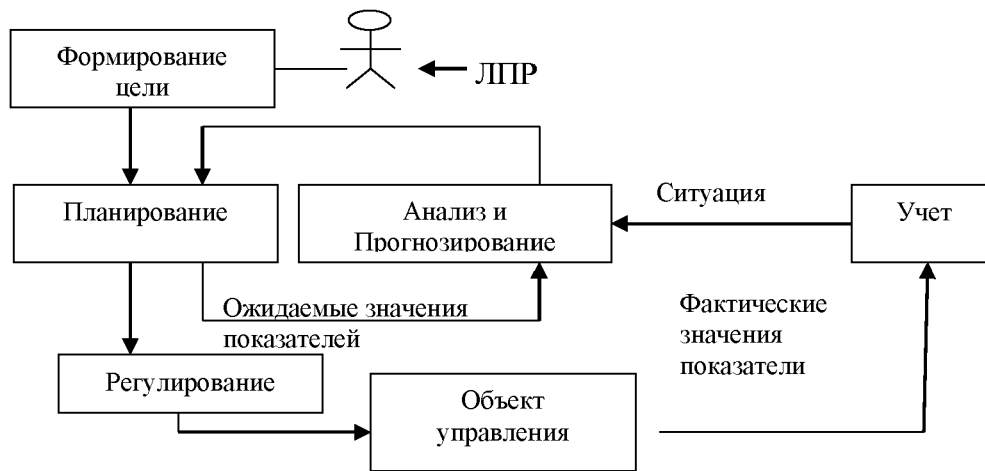 Формирование
цели
ЛПР
Планирование
Анализ и
Прогнозирование
Ситуация
Учет
Ожидаемые значения
показателей
Фактические
значения
показатели
Регулирование
Объект
управления